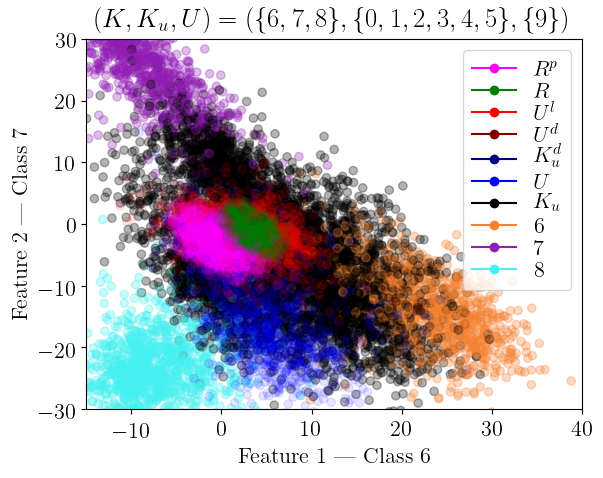 (K, K_u, U) = ({6, 7, 8}, {0, 1, 2, 3, 4, 5}, {9})
30
20
10
0
−10
−20
−30
Feature 2 — Class 7
R^p
R
U^l
U^d
K_u^d
U
K_u
6
7
8
−10
0
10
20
30
40
Feature 1 — Class 6